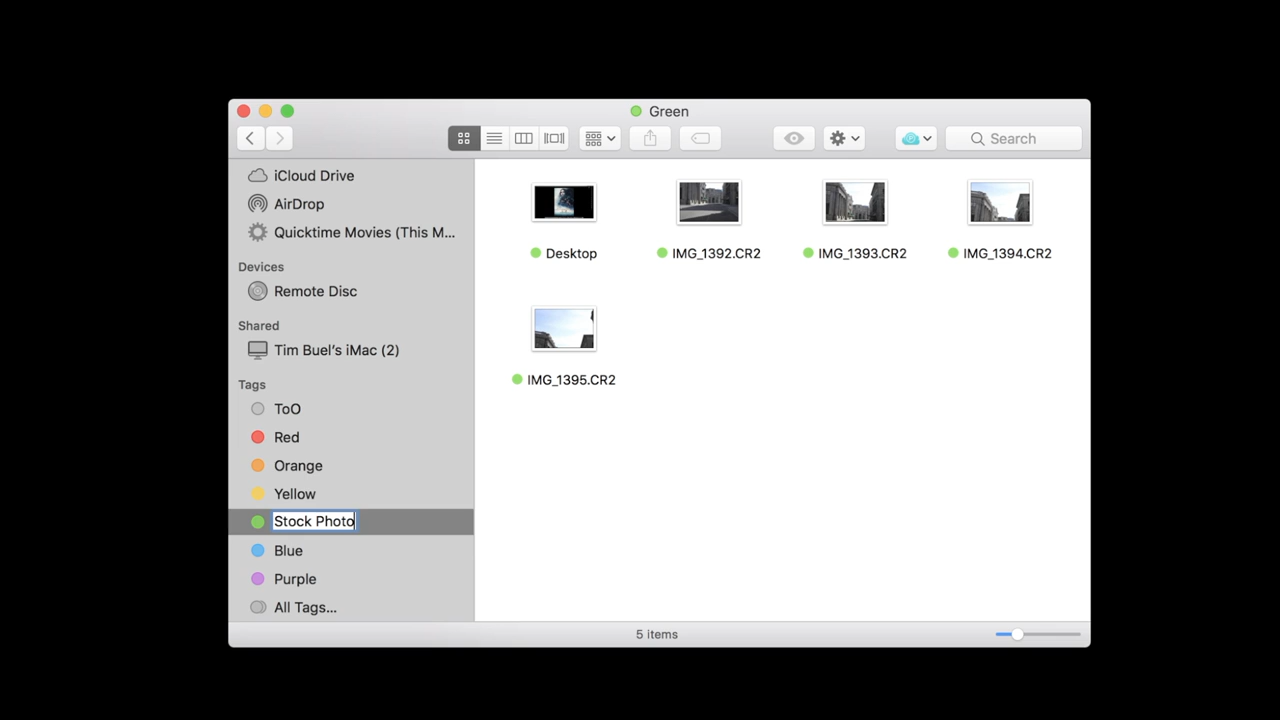 Green
Search
iCloud Drive
AirDrop
Quicktime Movies (This M...
Devices
Remote Disc
Shared
Tim Buel's iMac (2)
Tags
ToO
Red
Orange
Yellow
Stock Photo
Blue
Purple
All Tags...
Desktop
IMG_1392.CR2
IMG_1393.CR2
IMG_1394.CR2
IMG_1395.CR2
5 items